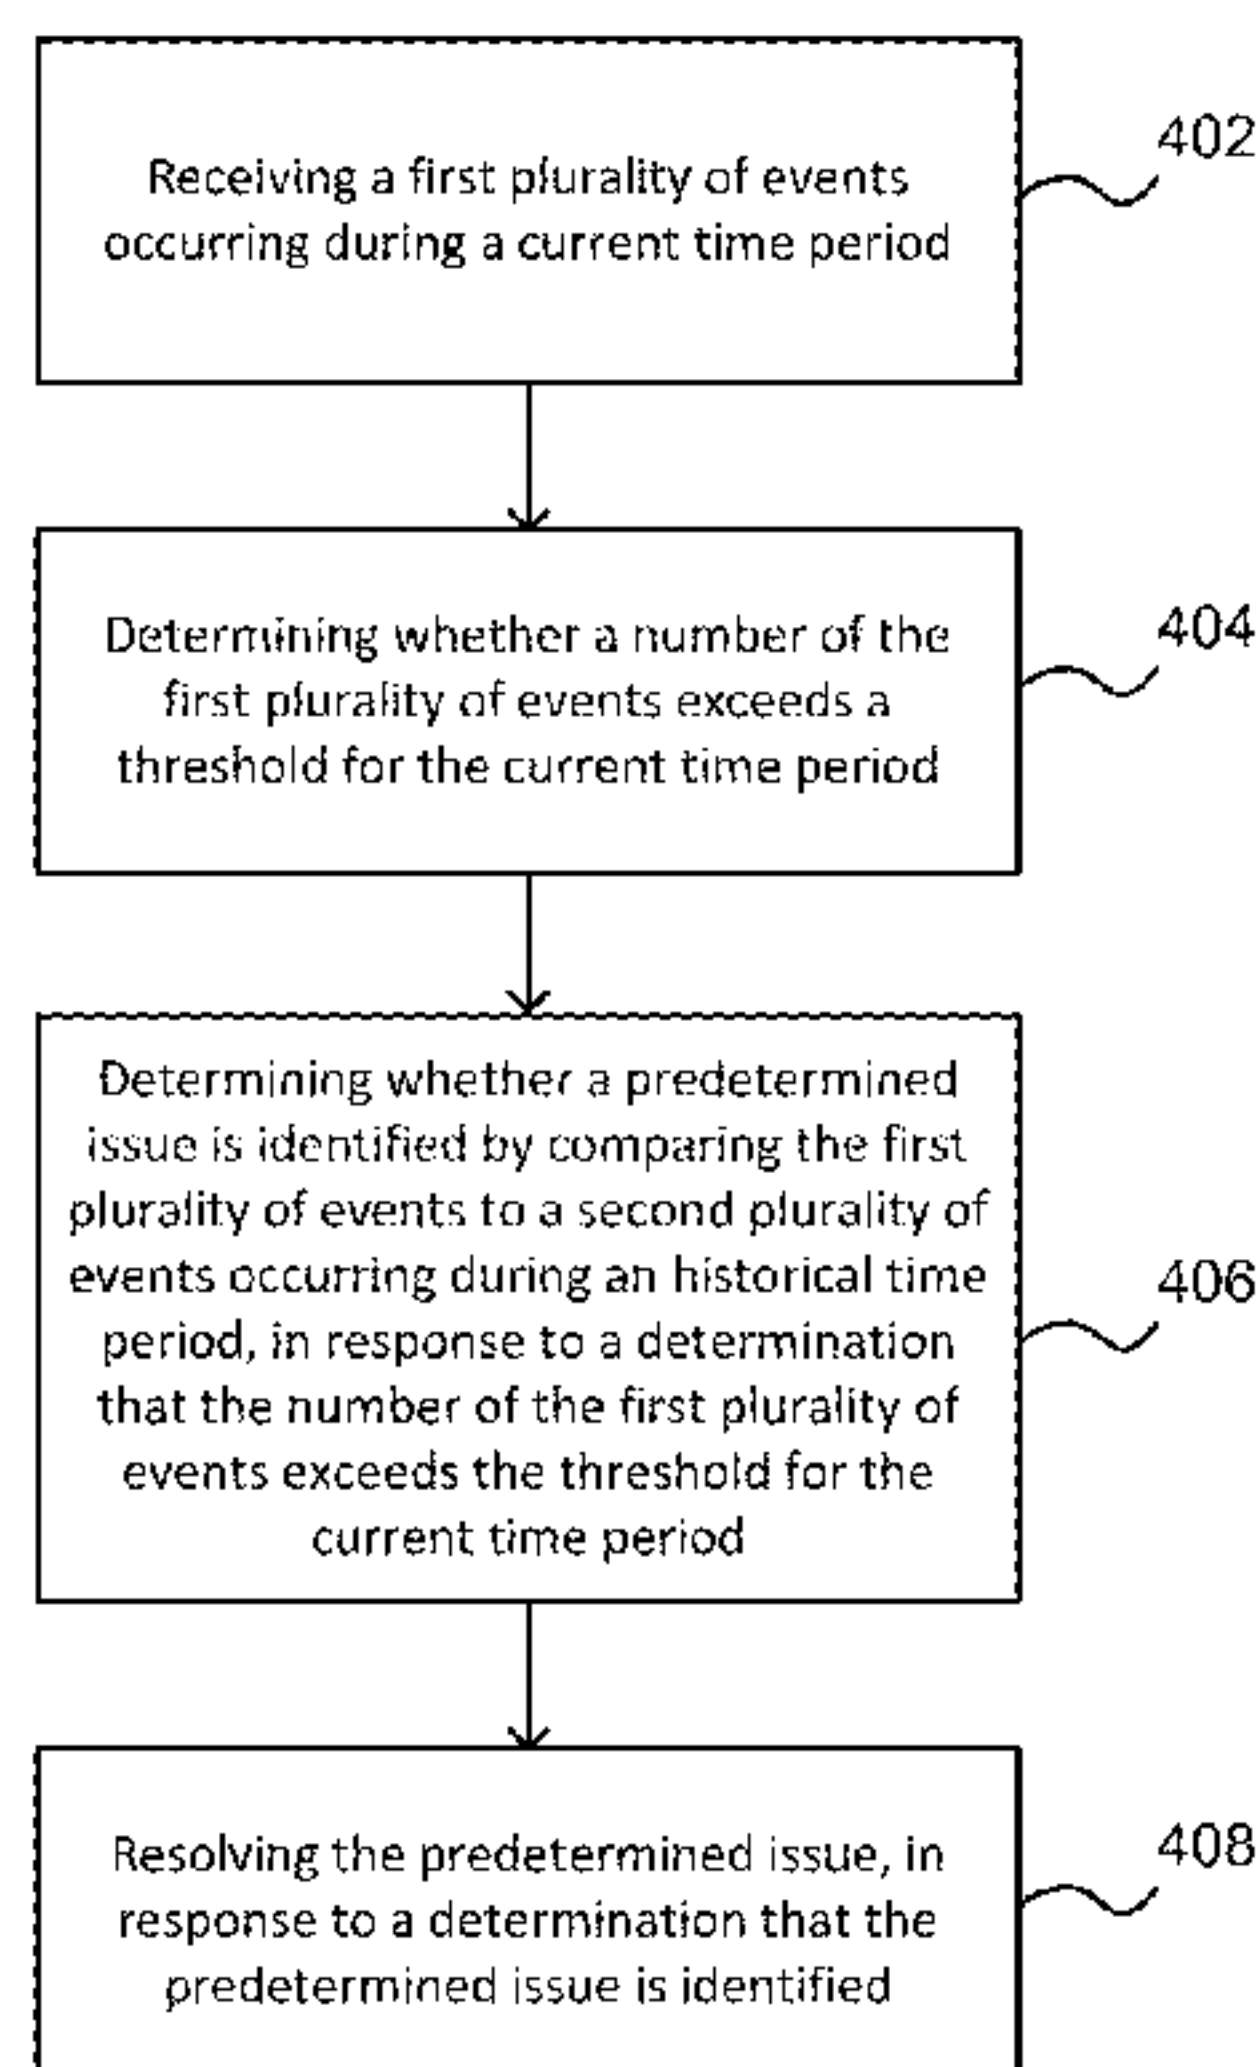 Receiving a first plurality of events
occurring during a current time period
402
Determining whether a number of the
first plurality of events exceeds a
threshold for the current time period
404
Determining whether a predetermined
issue is identified by comparing the first
plurality of events to a second plurality of
events occurring during an historical time
period, in response to a determination
that the number of the first plurality of
events exceeds the threshold for the
current time period
406
Resolving the predetermined issue, in
response to a determination that the
predetermined issue is identified
408